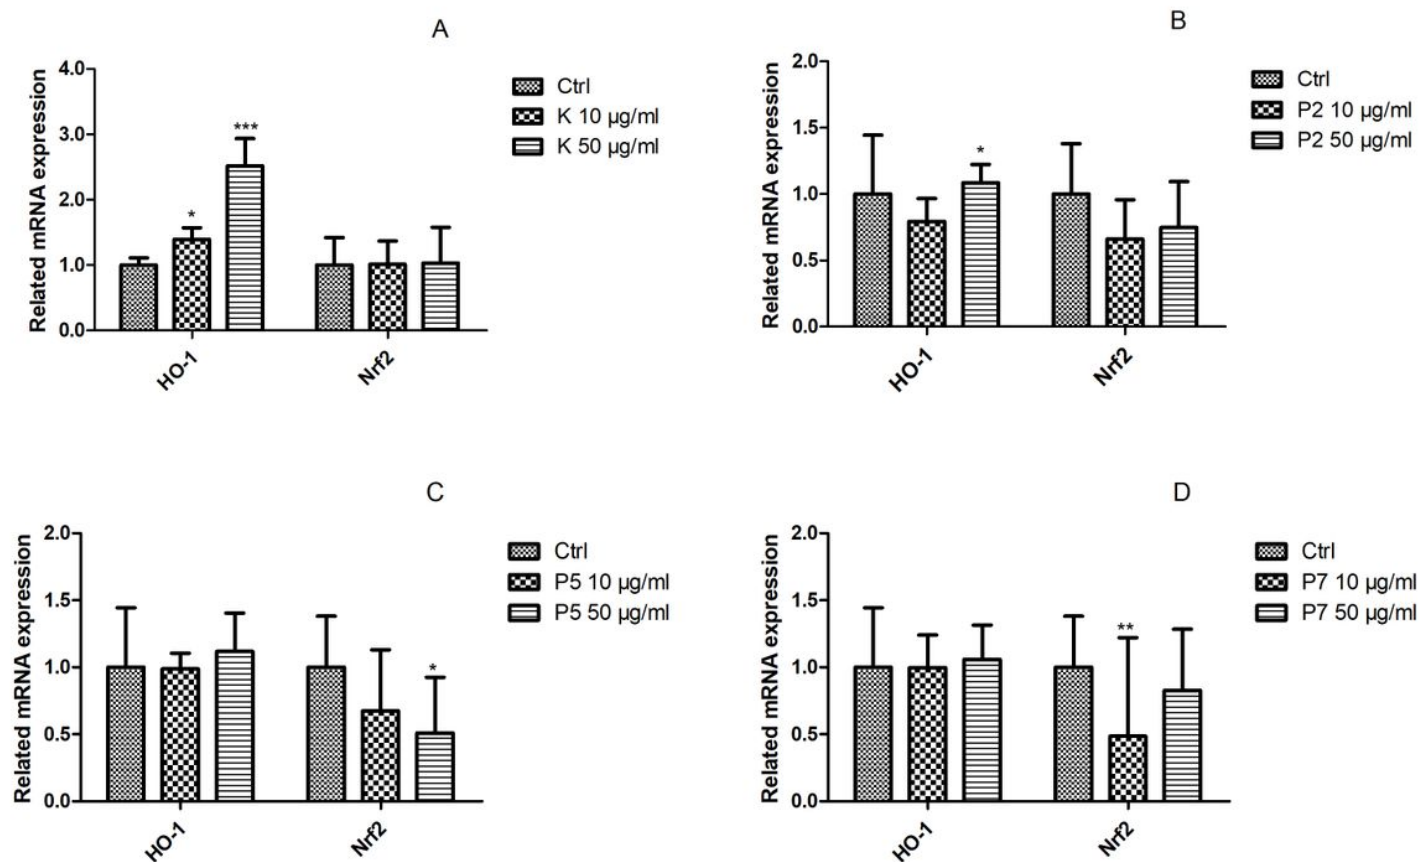 A
Related mRNA expression
4.0
3.0
2.0
1.0
0.0
***
*
HO-1
Nrf2
Ctrl
K 10 µg/ml
K 50 µg/ml
B
Related mRNA expression
2.0
1.5
1.0
0.5
0.0
*
HO-1
Nrf2
Ctrl
P2 10 µg/ml
P2 50 µg/ml
C
Related mRNA expression
2.0
1.5
1.0
0.5
0.0
*
HO-1
Nrf2
Ctrl
P5 10 µg/ml
P5 50 µg/ml
D
Related mRNA expression
2.0
1.5
1.0
0.5
0.0
**
HO-1
Nrf2
Ctrl
P7 10 µg/ml
P7 50 µg/ml